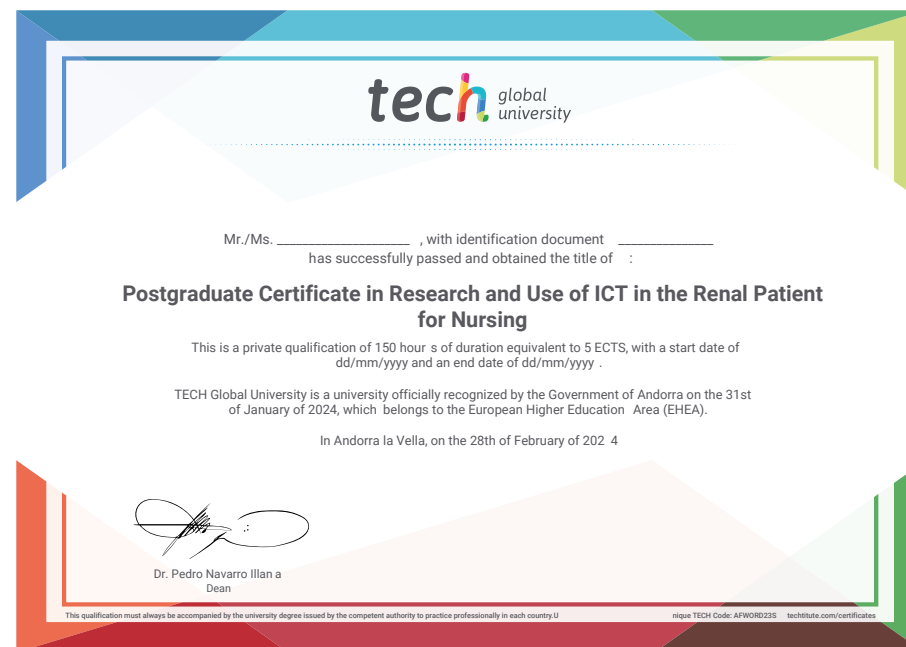 tech global university
Mr./Ms. _____________________ , with identification document _______________
has successfully passed and obtained the title of :
Postgraduate Certificate in Research and Use of ICT in the Renal Patient
for Nursing
This is a private qualification of 150 hour s of duration equivalent to 5 ECTS, with a start date of
dd/mm/yyyy and an end date of dd/mm/yyyy .
TECH Global University is a university officially recognized by the Government of Andorra on the 31st
of January of 2024, which belongs to the European Higher Education Area (EHEA).
In Andorra la Vella, on the 28th of February of 202 4
Dr. Pedro Navarro Illan a
Dean
This qualification must always be accompanied by the university degree issued by the competent authority to practice professionally in each country.U nique TECH Code: AFWORD23S techtitute.com/certificates